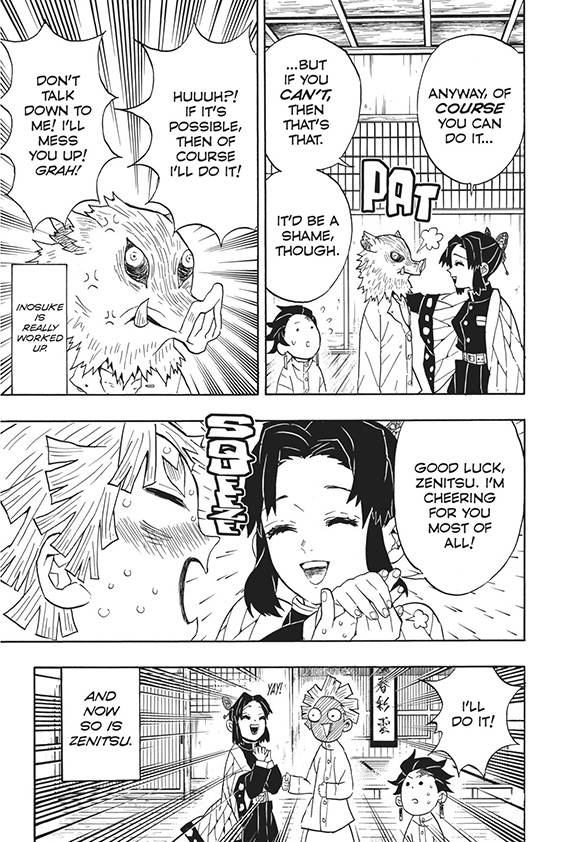 ANYWAY, OF
COURSE
YOU CAN
DO IT...
...BUT
IF YOU
CAN'T,
THEN
THAT'S
THAT.
IT'D BE A
SHAME,
THOUGH.
PAT
HUUUH?!
IF IT'S
POSSIBLE,
THEN OF
COURSE
I'LL DO IT!
DON'T
TALK
DOWN TO
ME! I'LL
MESS
YOU UP!
GRAH!
INOSUKE
IS
REALLY
WORKED
UP.
GOOD LUCK,
ZENITSU. I'M
CHEERING
FOR YOU
MOST OF
ALL!
I'LL
DO IT!
春彩雲
YAY!
AND
NOW
SO IS
ZENITSU.